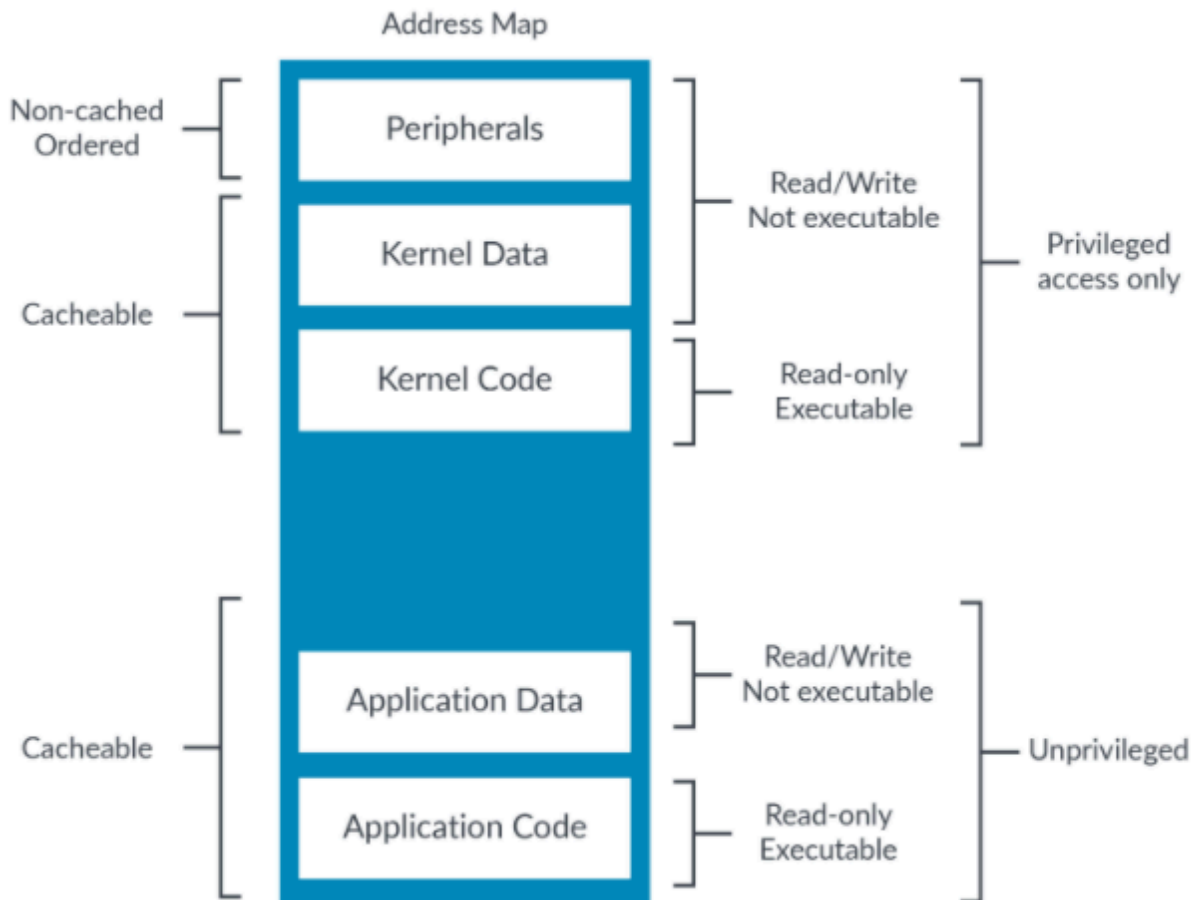 Address Map
Non-cached
Ordered
Peripherals
Read/Write
Not executable
Privileged
access only
Kernel Data
Cacheable
Kernel Code
Read-only
Executable
Application Data
Read/Write
Not executable
Cacheable
Unprivileged
Application Code
Read-only
Executable